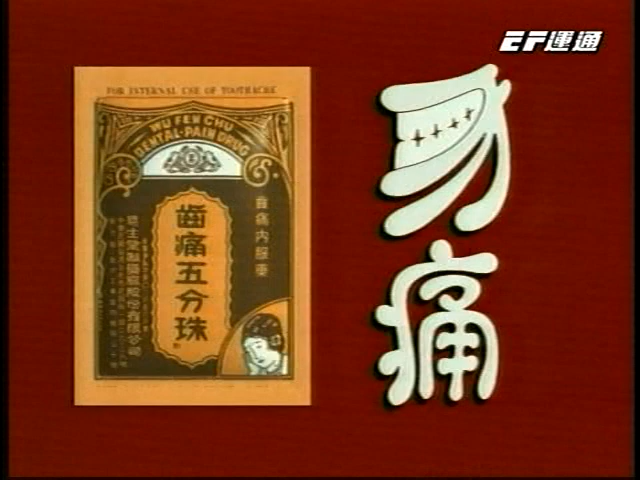 EF運通
FOR INTERNAL USE OF TOOTHACHE
WU FEN CHU
DENTAL-PAIN DRUG
齒痛內服藥
齒痛五分珠
勿痛